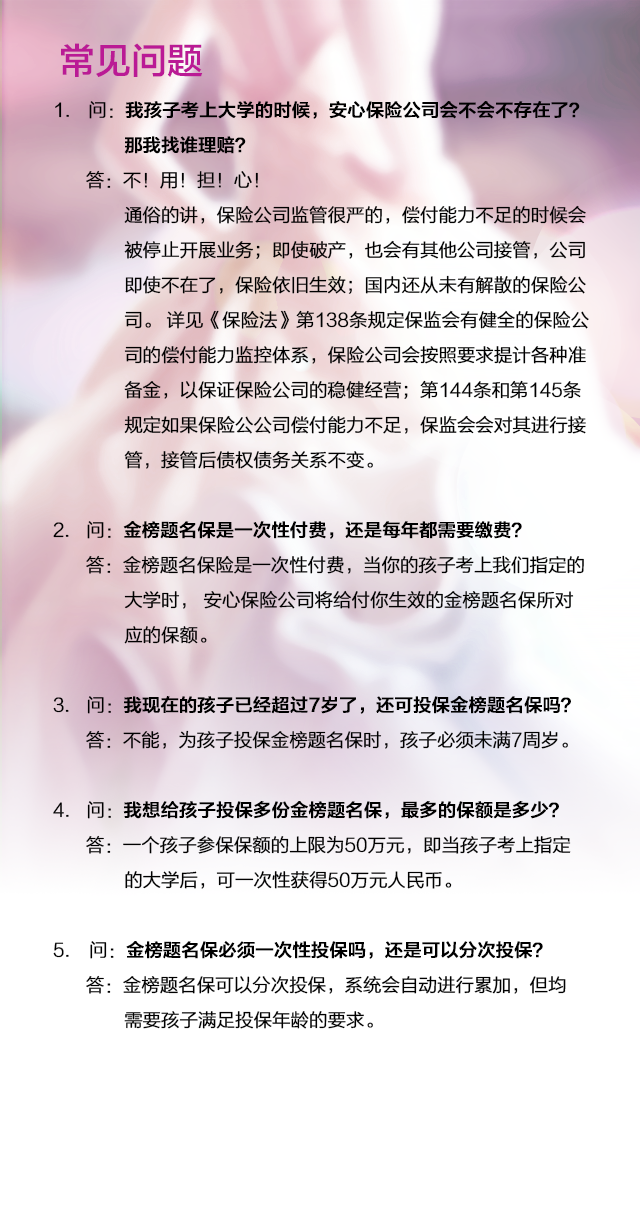 常见问题
1. 问：我孩子考上大学的时候，安心保险公司会不会不存在了？
那我找谁理赔？
答：不！用！担！心！
通俗的讲，保险公司监管很严的，偿付能力不足的时候会
被停止开展业务；即使破产，也会有其他公司接管，公司
即使不在了，保险依旧生效；国内还从未有解散的保险公
司。详见《保险法》第138条规定保监会有健全的保险公
司的偿付能力监控体系，保险公司会按照要求提计各种准
备金，以保证保险公司的稳健经营；第144条和第145条
规定如果保险公公司偿付能力不足，保监会会对其进行接
管，接管后债权债务关系不变。
2. 问：金榜题名保是一次性付费，还是每年都需要缴费？
答：金榜题名保险是一次性付费，当你的孩子考上我们指定的
大学时， 安心保险公司将给付你生效的金榜题名保所对
应的保额。
3. 问：我现在的孩子已经超过7岁了，还可投保金榜题名保吗？
答：不能，为孩子投保金榜题名保时，孩子必须未满7周岁。
4. 问：我想给孩子投保多份金榜题名保，最多的保额是多少？
答：一个孩子参保保额的上限为50万元，即当孩子考上指定
的大学后，可一次性获得50万元人民币。
5. 问：金榜题名保必须一次性投保吗，还是可以分次投保？
答：金榜题名保可以分次投保，系统会自动进行累加，但均
需要孩子满足投保年龄的要求。